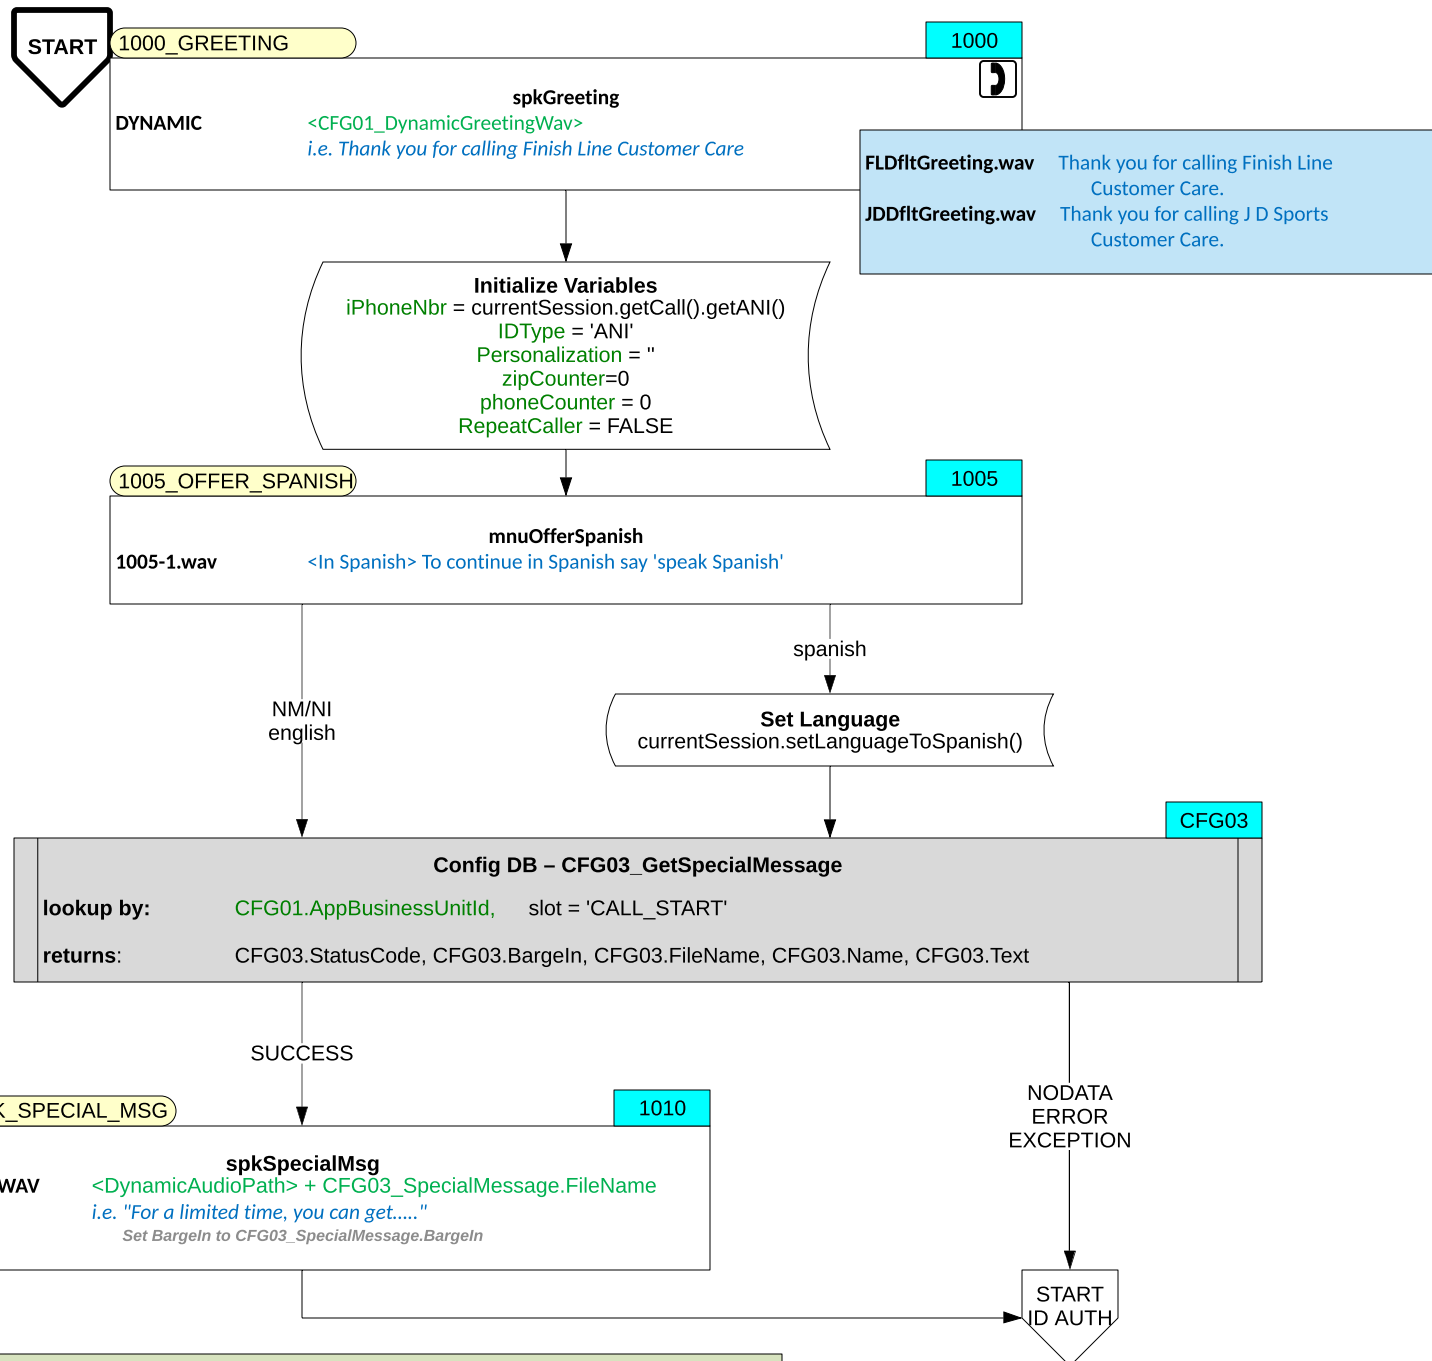 START
1000_GREETING
1000
spkGreeting
DYNAMIC <CFG01_DynamicGreetingWav>
i.e. Thank you for calling Finish Line Customer Care
FLDfltGreeting.wav Thank you for calling Finish Line
Customer Care.
JDDfltGreeting.wav Thank you for calling J D Sports
Customer Care.
Initialize Variables
iPhoneNbr = currentSession.getCall().getANI()
IDType = 'ANI'
Personalization = ''
zipCounter=0
phoneCounter = 0
RepeatCaller = FALSE
1005_OFFER_SPANISH
1005
mnuOfferSpanish
1005-1.wav <In Spanish> To continue in Spanish say 'speak Spanish'
spanish
NM/NI
english
Set Language
currentSession.setLanguageToSpanish()
CFG03
Config DB – CFG03_GetSpecialMessage
lookup by: CFG01.AppBusinessUnitId, slot = 'CALL_START'
returns: CFG03.StatusCode, CFG03.BargeIn, CFG03.FileName, CFG03.Name, CFG03.Text
SUCCESS
NODATA
ERROR
EXCEPTION
K_SPECIAL_MSG
1010
spkSpecialMsg
WAV <DynamicAudioPath> + CFG03_SpecialMessage.FileName
i.e. "For a limited time, you can get....."
Set BargeIn to CFG03_SpecialMessage.BargeIn
START
ID AUTH